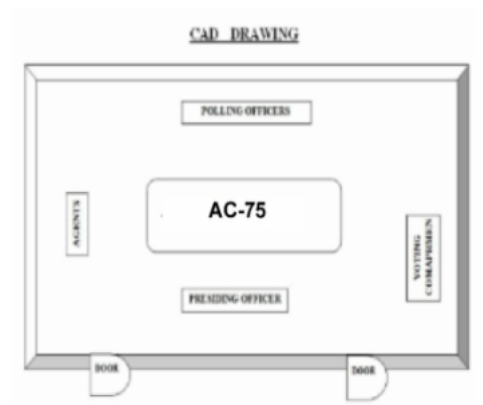 CAD DRAWING
POLLING OFFICERS
AGENTS
AC-75
VOTING
COMAPRMEN
PRESIDING OFFICER
DOOR
DOOR